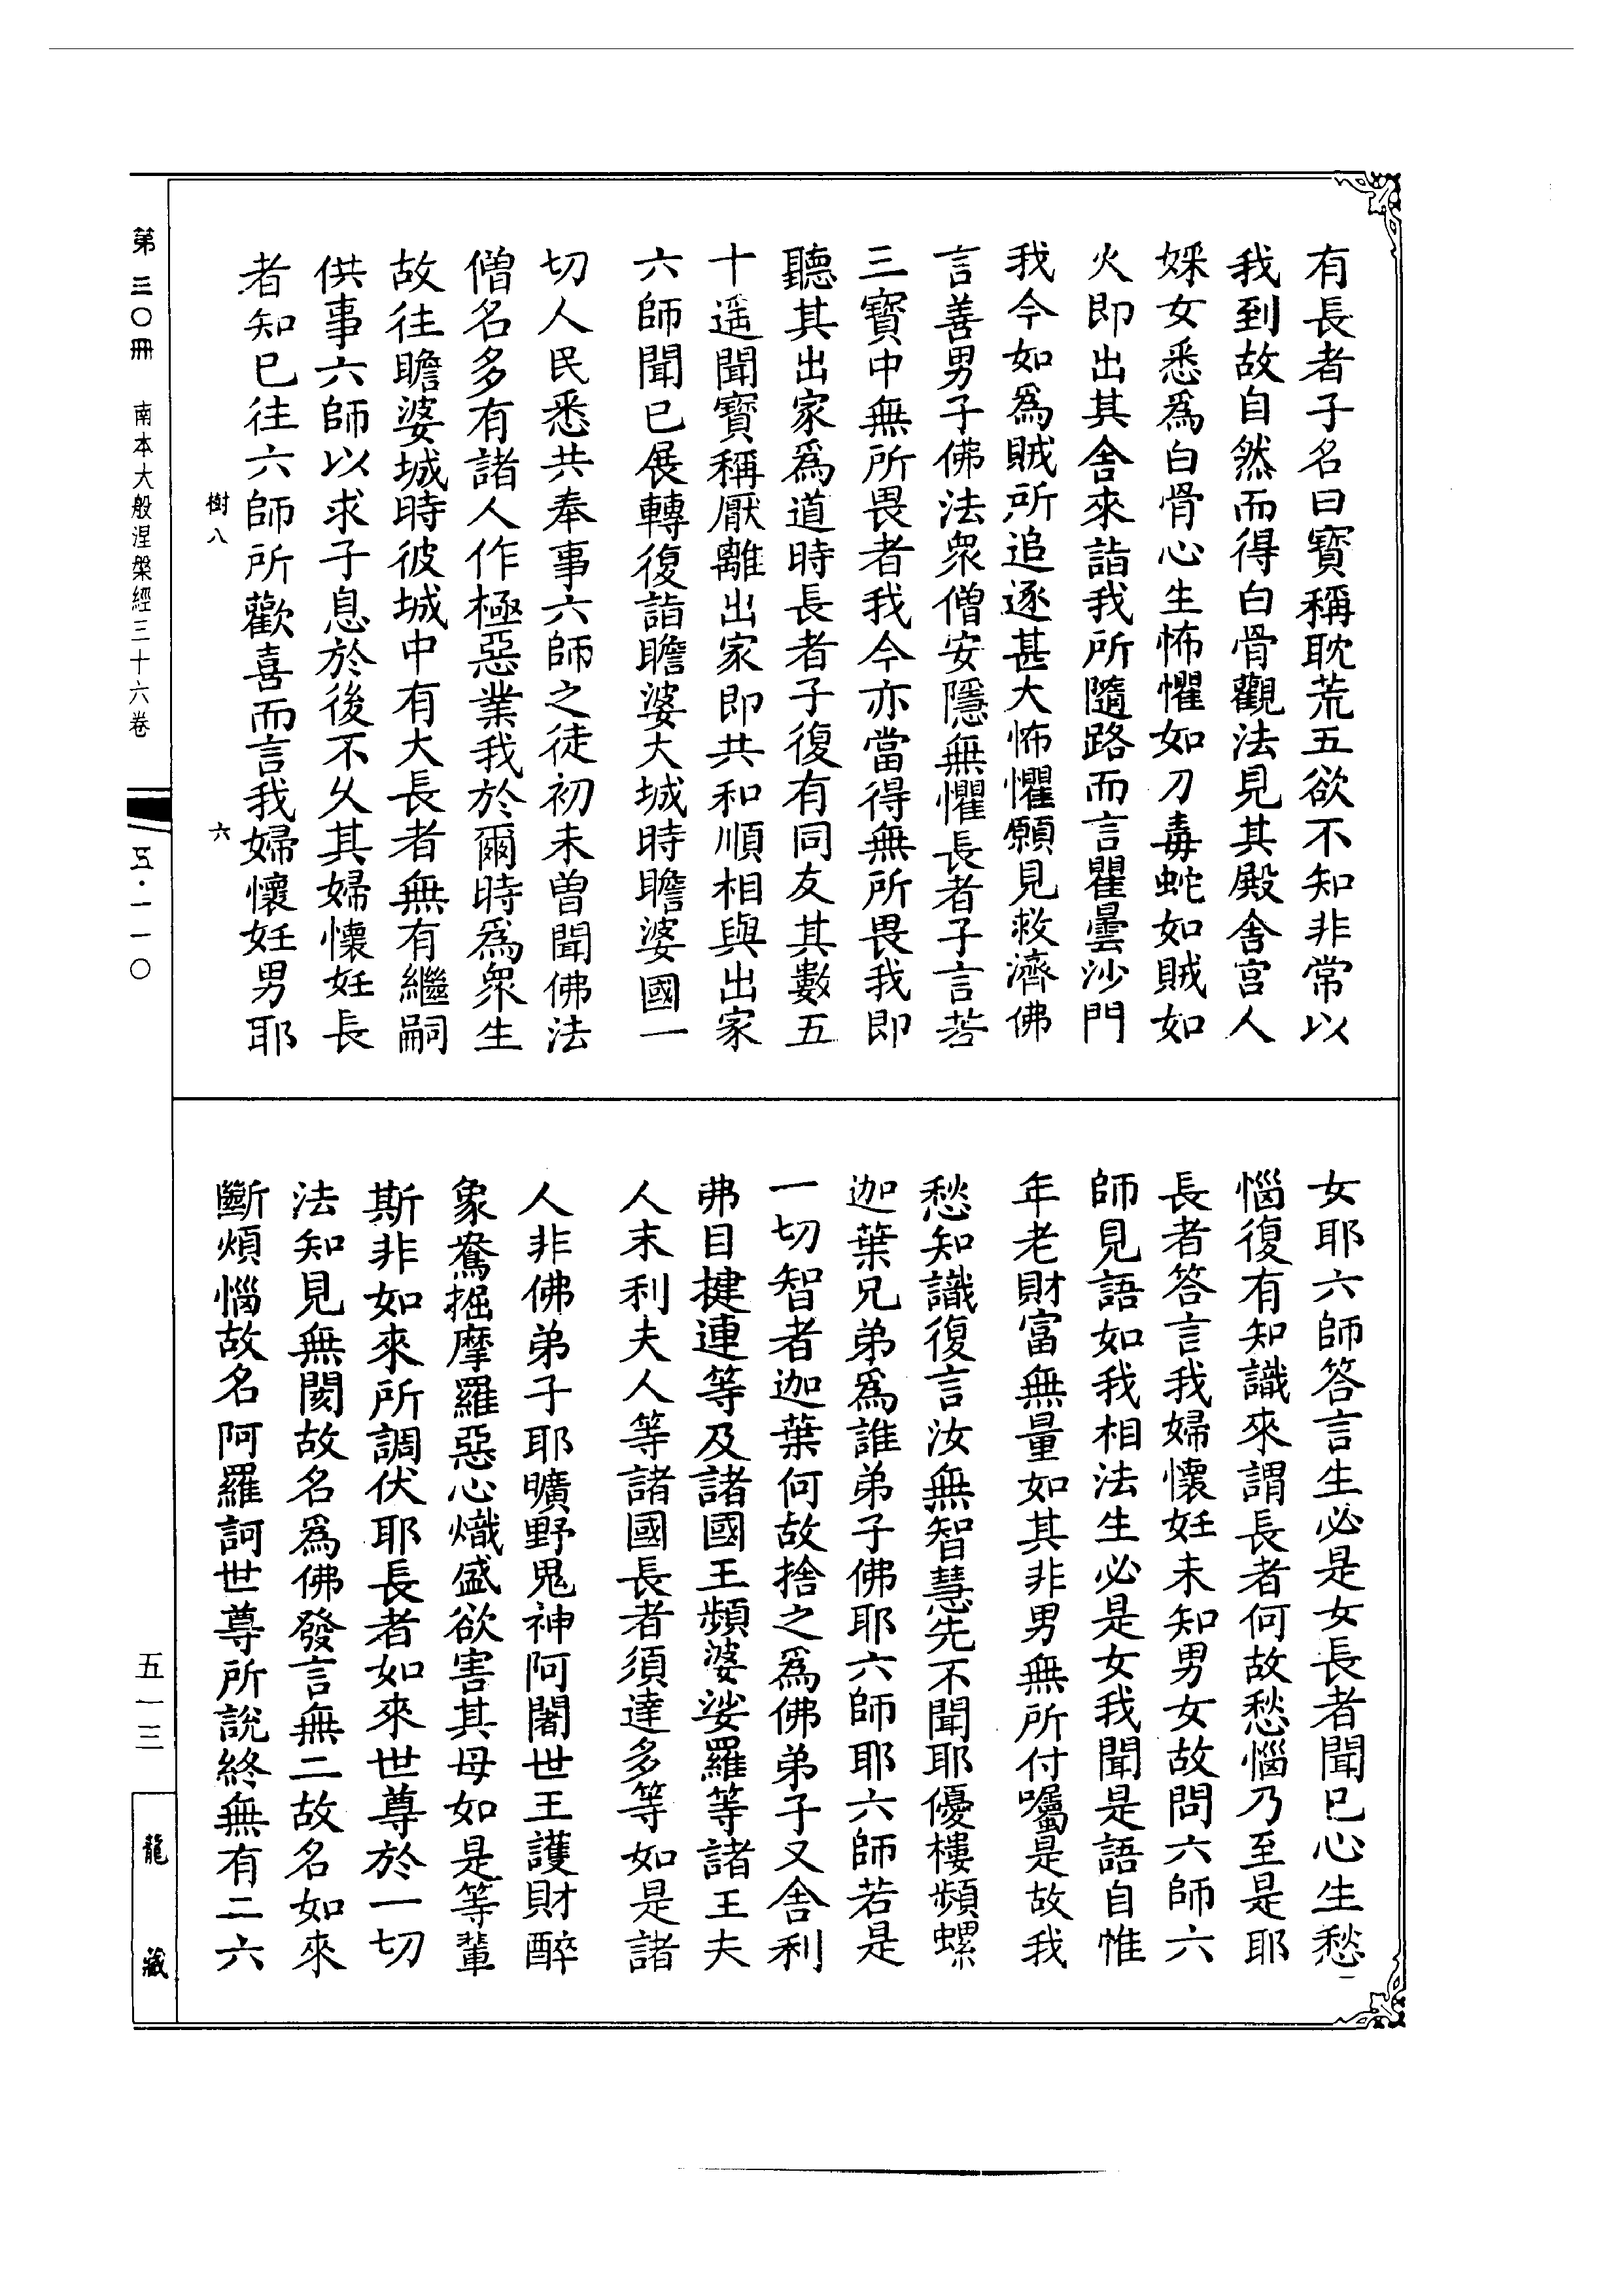 有長者子名曰寶稱耽荒五欲不知非常以
我到故自然而得白骨觀法見其殿舍宫人
婇女悉爲白骨心生怖懼如刀毒蛇如賊如
火即出其舍來詣我所隨路而言瞿曇沙門
我今如爲賊所追逐甚大怖懼願見救濟佛
言善男子佛法衆僧安隱無懼長者子言若
三寶中無所畏者我今亦當得無所畏我即
聽其出家爲道時長者子復有同友其數五
十遥聞寶稱厭離出家即共和順相與出家
六師聞已展轉復詣瞻婆大城時瞻婆國一
切人民悉共奉事六師之徒初未曽聞佛法
僧名多有諸人作極惡業我於爾時爲衆生
故往瞻婆城時彼城中有大長者無有繼嗣
供事六師以求子息於後不久其婦懷妊長
者知已往六師所歡喜而言我婦懷妊男耶
樹八
六
女耶六師答言生必是女長者聞已心生愁
惱復有知識來謂長者何故愁惱乃至是耶
長者答言我婦懷妊未知男女故問六師六
師見語如我相法生必是女我聞是語自惟
年老財富無量如其非男無所付囑是故我
愁知識復言汝無智慧先不聞耶優樓頻螺
迦葉兄弟爲誰弟子佛耶六師耶六師若是
一切智者迦葉何故捨之爲佛弟子又舍利
弗目揵連等及諸國王頻婆娑羅等諸王夫
人末利夫人等諸國長者須達多等如是諸
人非佛弟子耶曠野鬼神阿闍世王護財醉
象鴦掘摩羅惡心熾盛欲害其母如是等輩
斯非如來所調伏耶長者如來世尊於一切
法知見無閡故名爲佛發言無二故名如來
斷煩惱故名阿羅訶世尊所說終無有二六
第三〇冊　南本大般涅槃經三十六卷
五·一一〇
五一三
龍藏